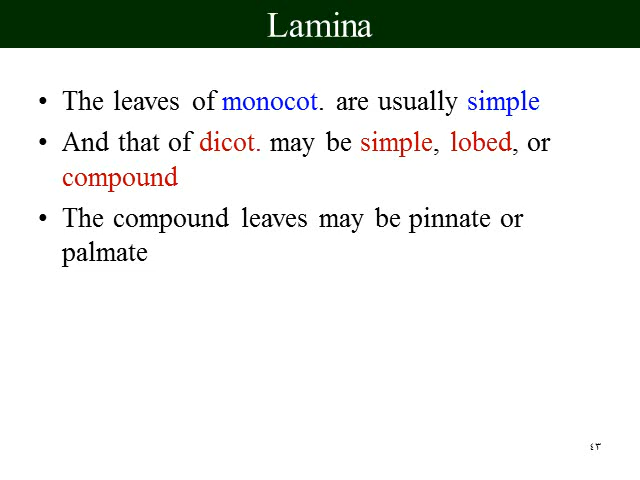 Lamina
• The leaves of monocot. are usually simple
• And that of dicot. may be simple, lobed, or
compound
• The compound leaves may be pinnate or
palmate
٤٣